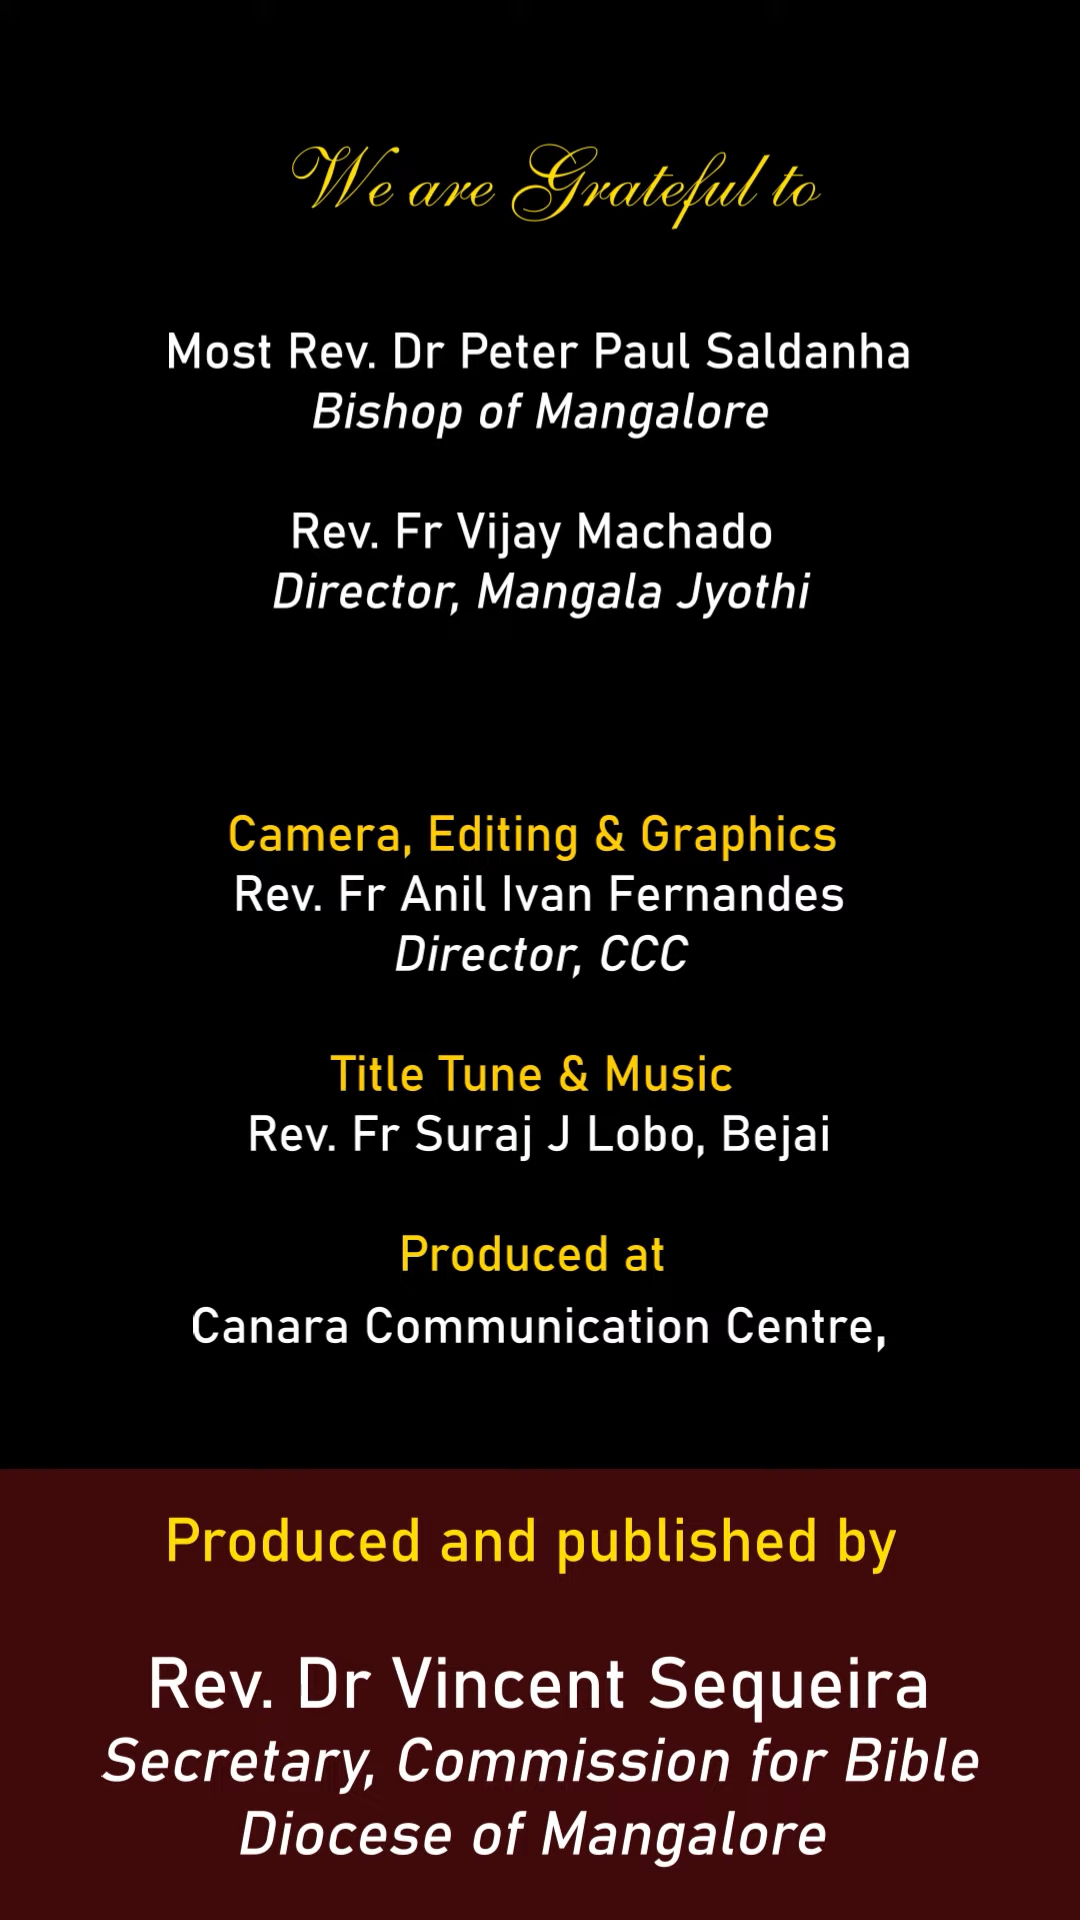 We are Grateful to
Most Rev. Dr Peter Paul Saldanha
Bishop of Mangalore
Rev. Fr Vijay Machado
Director, Mangala Jyothi
Camera, Editing & Graphics
Rev. Fr Anil Ivan Fernandes
Director, CCC
Title Tune & Music
Rev. Fr Suraj J Lobo, Bejai
Produced at
Canara Communication Centre,
Produced and published by
Rev. Dr Vincent Sequeira
Secretary, Commission for Bible
Diocese of Mangalore